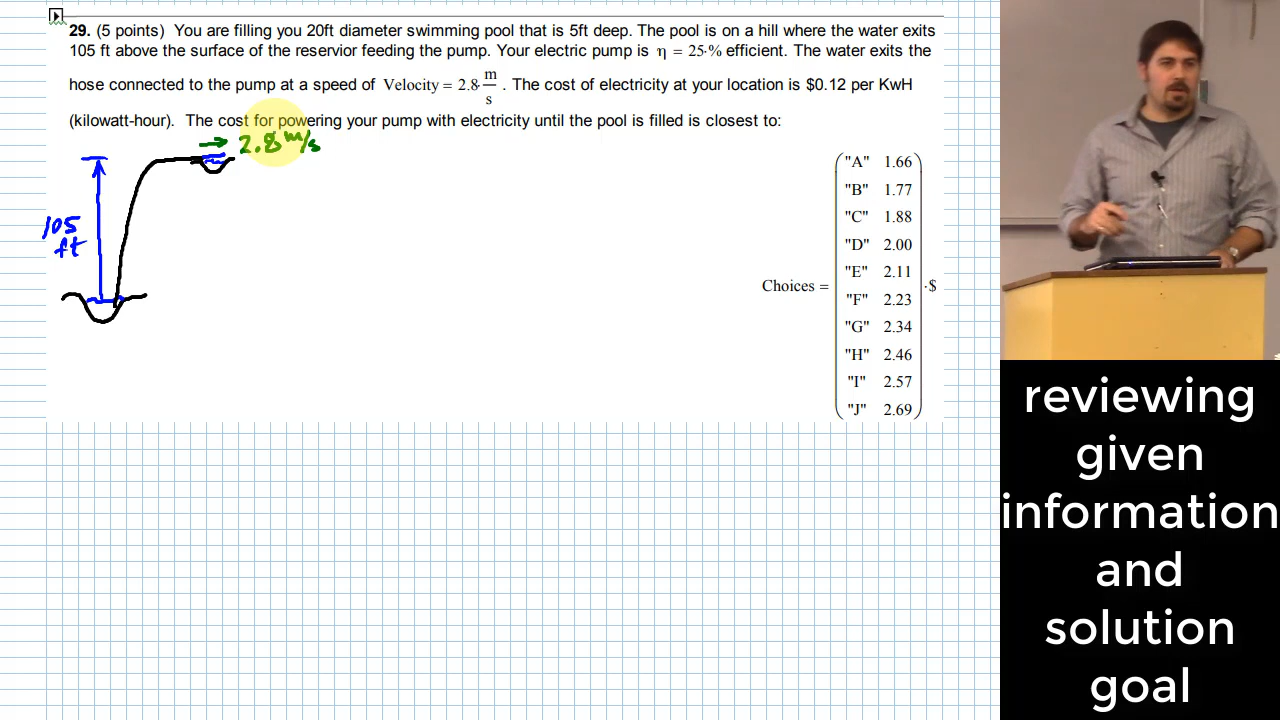 29. (5 points) You are filling you 20ft diameter swimming pool that is 5ft deep. The pool is on a hill where the water exits
105 ft above the surface of the reservior feeding the pump. Your electric pump is η = 25·% efficient. The water exits the
hose connected to the pump at a speed of Velocity = 2.8·m/s . The cost of electricity at your location is $0.12 per KwH
(kilowatt-hour). The cost for powering your pump with electricity until the pool is filled is closest to:
→ 2.8 m/s
105
ft
Choices =
"A" 1.66
"B" 1.77
"C" 1.88
"D" 2.00
"E" 2.11
"F" 2.23
"G" 2.34
"H" 2.46
"I" 2.57
"J" 2.69
·$
reviewing
given
information
and
solution
goal